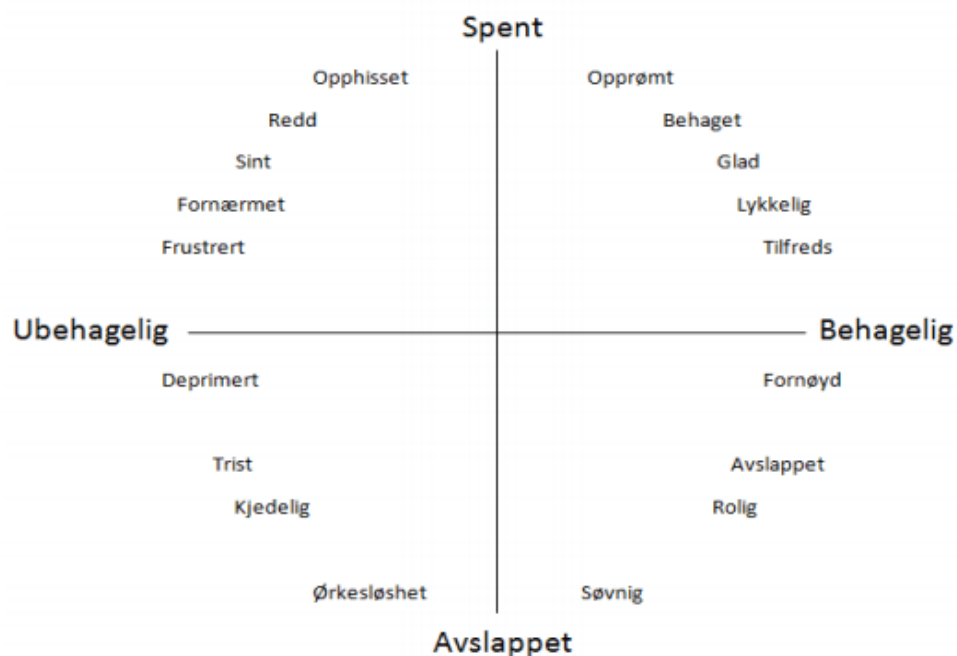 Spent
Opphisset Opprømt
Redd Behaget
Sint Glad
Fornærmet Lykkelig
Frustrert Tilfreds
Ubehagelig Behagelig
Deprimert Fornøyd
Trist Avslappet
Kjedelig Rolig
Ørkesløshet Søvnig
Avslappet